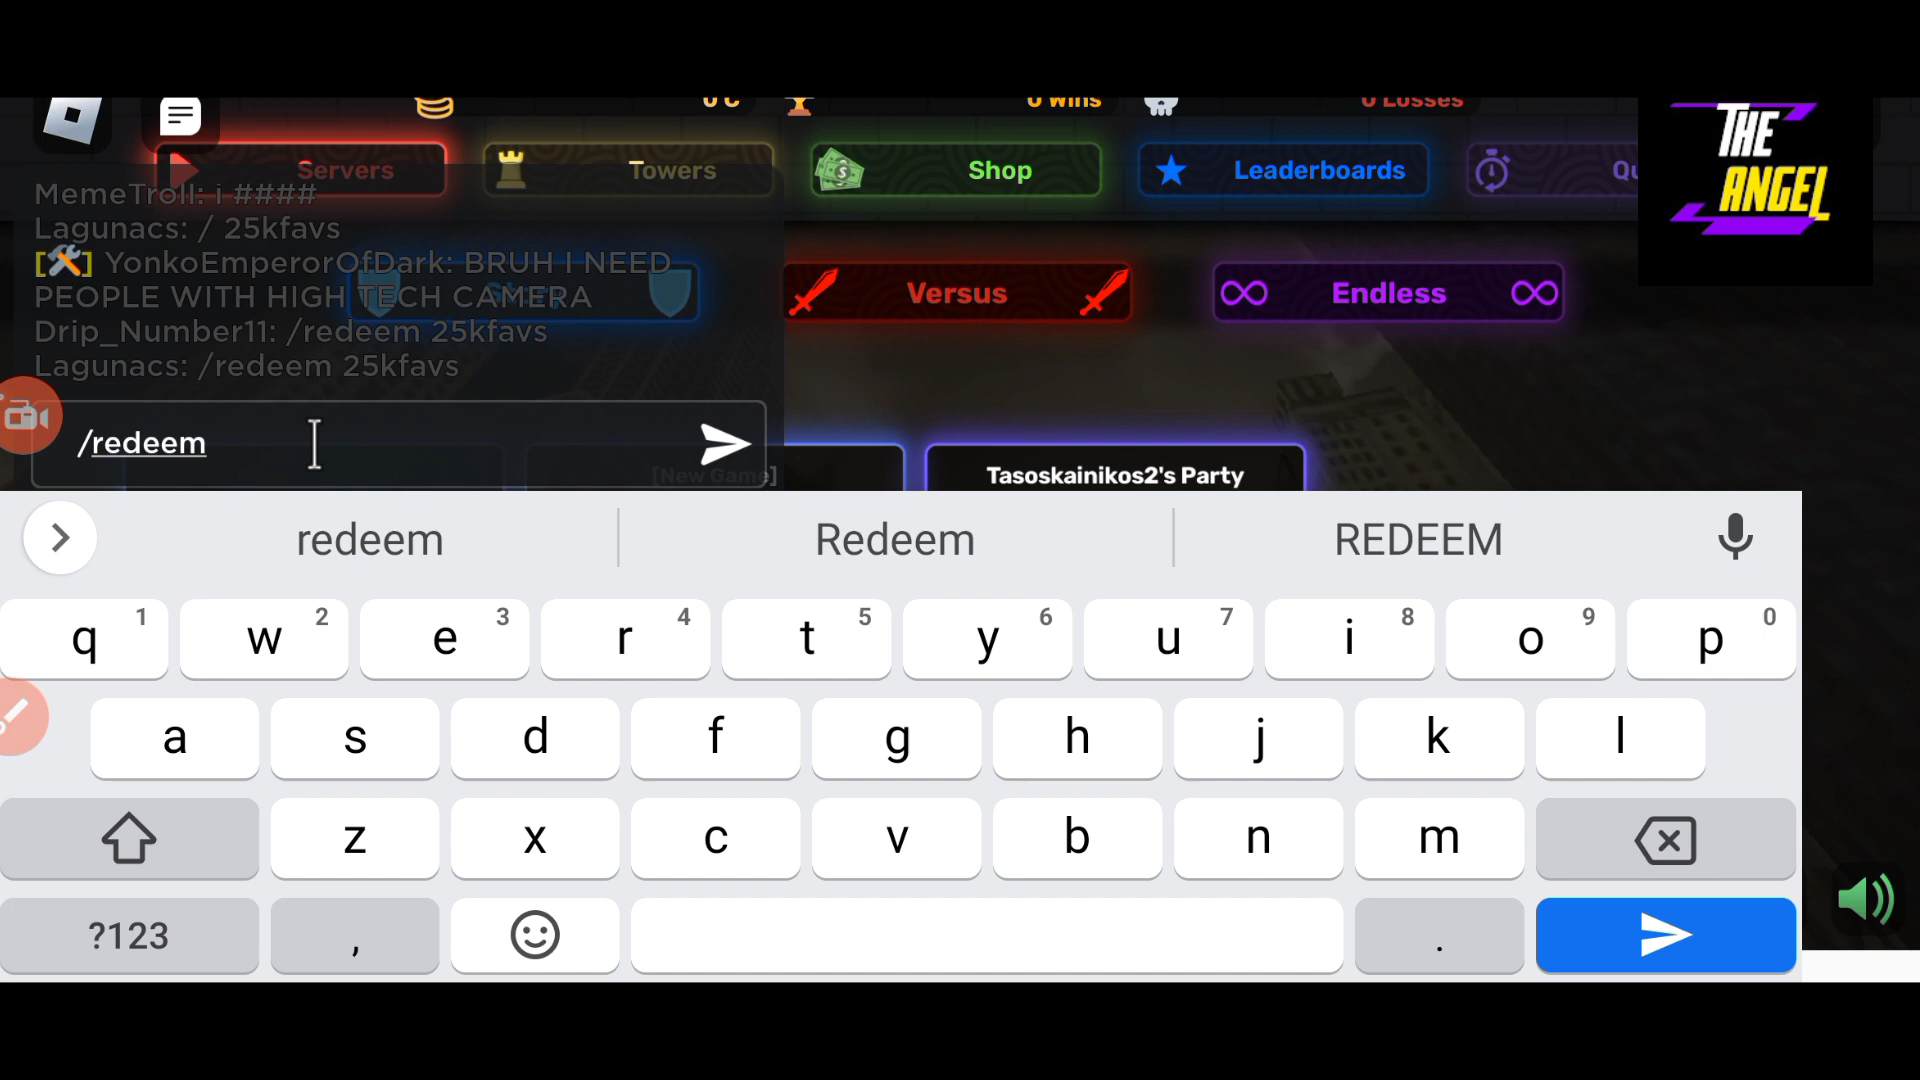 0 C
0 Wins
0 Losses
THE
ANGEL
Servers
Towers
Shop
Leaderboards
Qu
MemeTroll: i ####
Lagunacs: / 25kfavs
[🛠] YonkoEmperorOfDark: BRUH I NEED
PEOPLE WITH HIGH TECH CAMERA
Drip_Number11: /redeem 25kfavs
Lagunacs: /redeem 25kfavs
Versus
Endless
/redeem
[New Game]
Tasoskainikos2's Party
redeem
Redeem
REDEEM
q 1 w 2 e 3 r 4 t 5 y 6 u 7 i 8 o 9 p 0
a s d f g h j k l
z x c v b n m
?123 , .